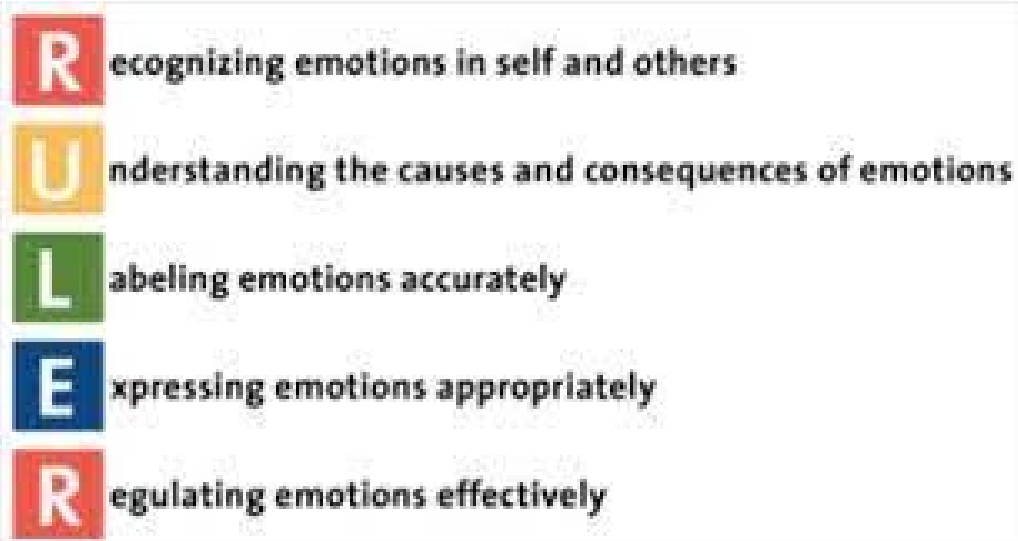 Recognizing emotions in self and others
Understanding the causes and consequences of emotions
Labeling emotions accurately
Expressing emotions appropriately
Regulating emotions effectively